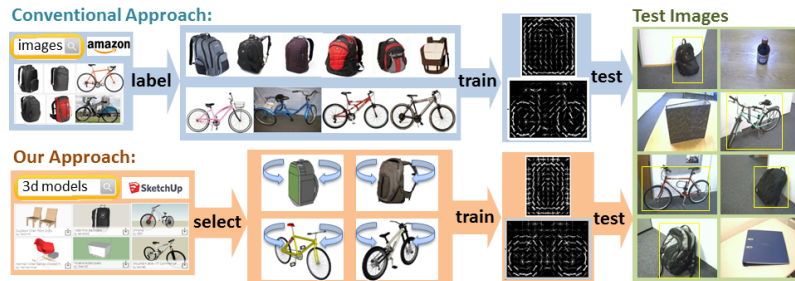 Conventional Approach:
Test Images
images
amazon
label
train
test
Our Approach:
3d models
SketchUp
select
train
test